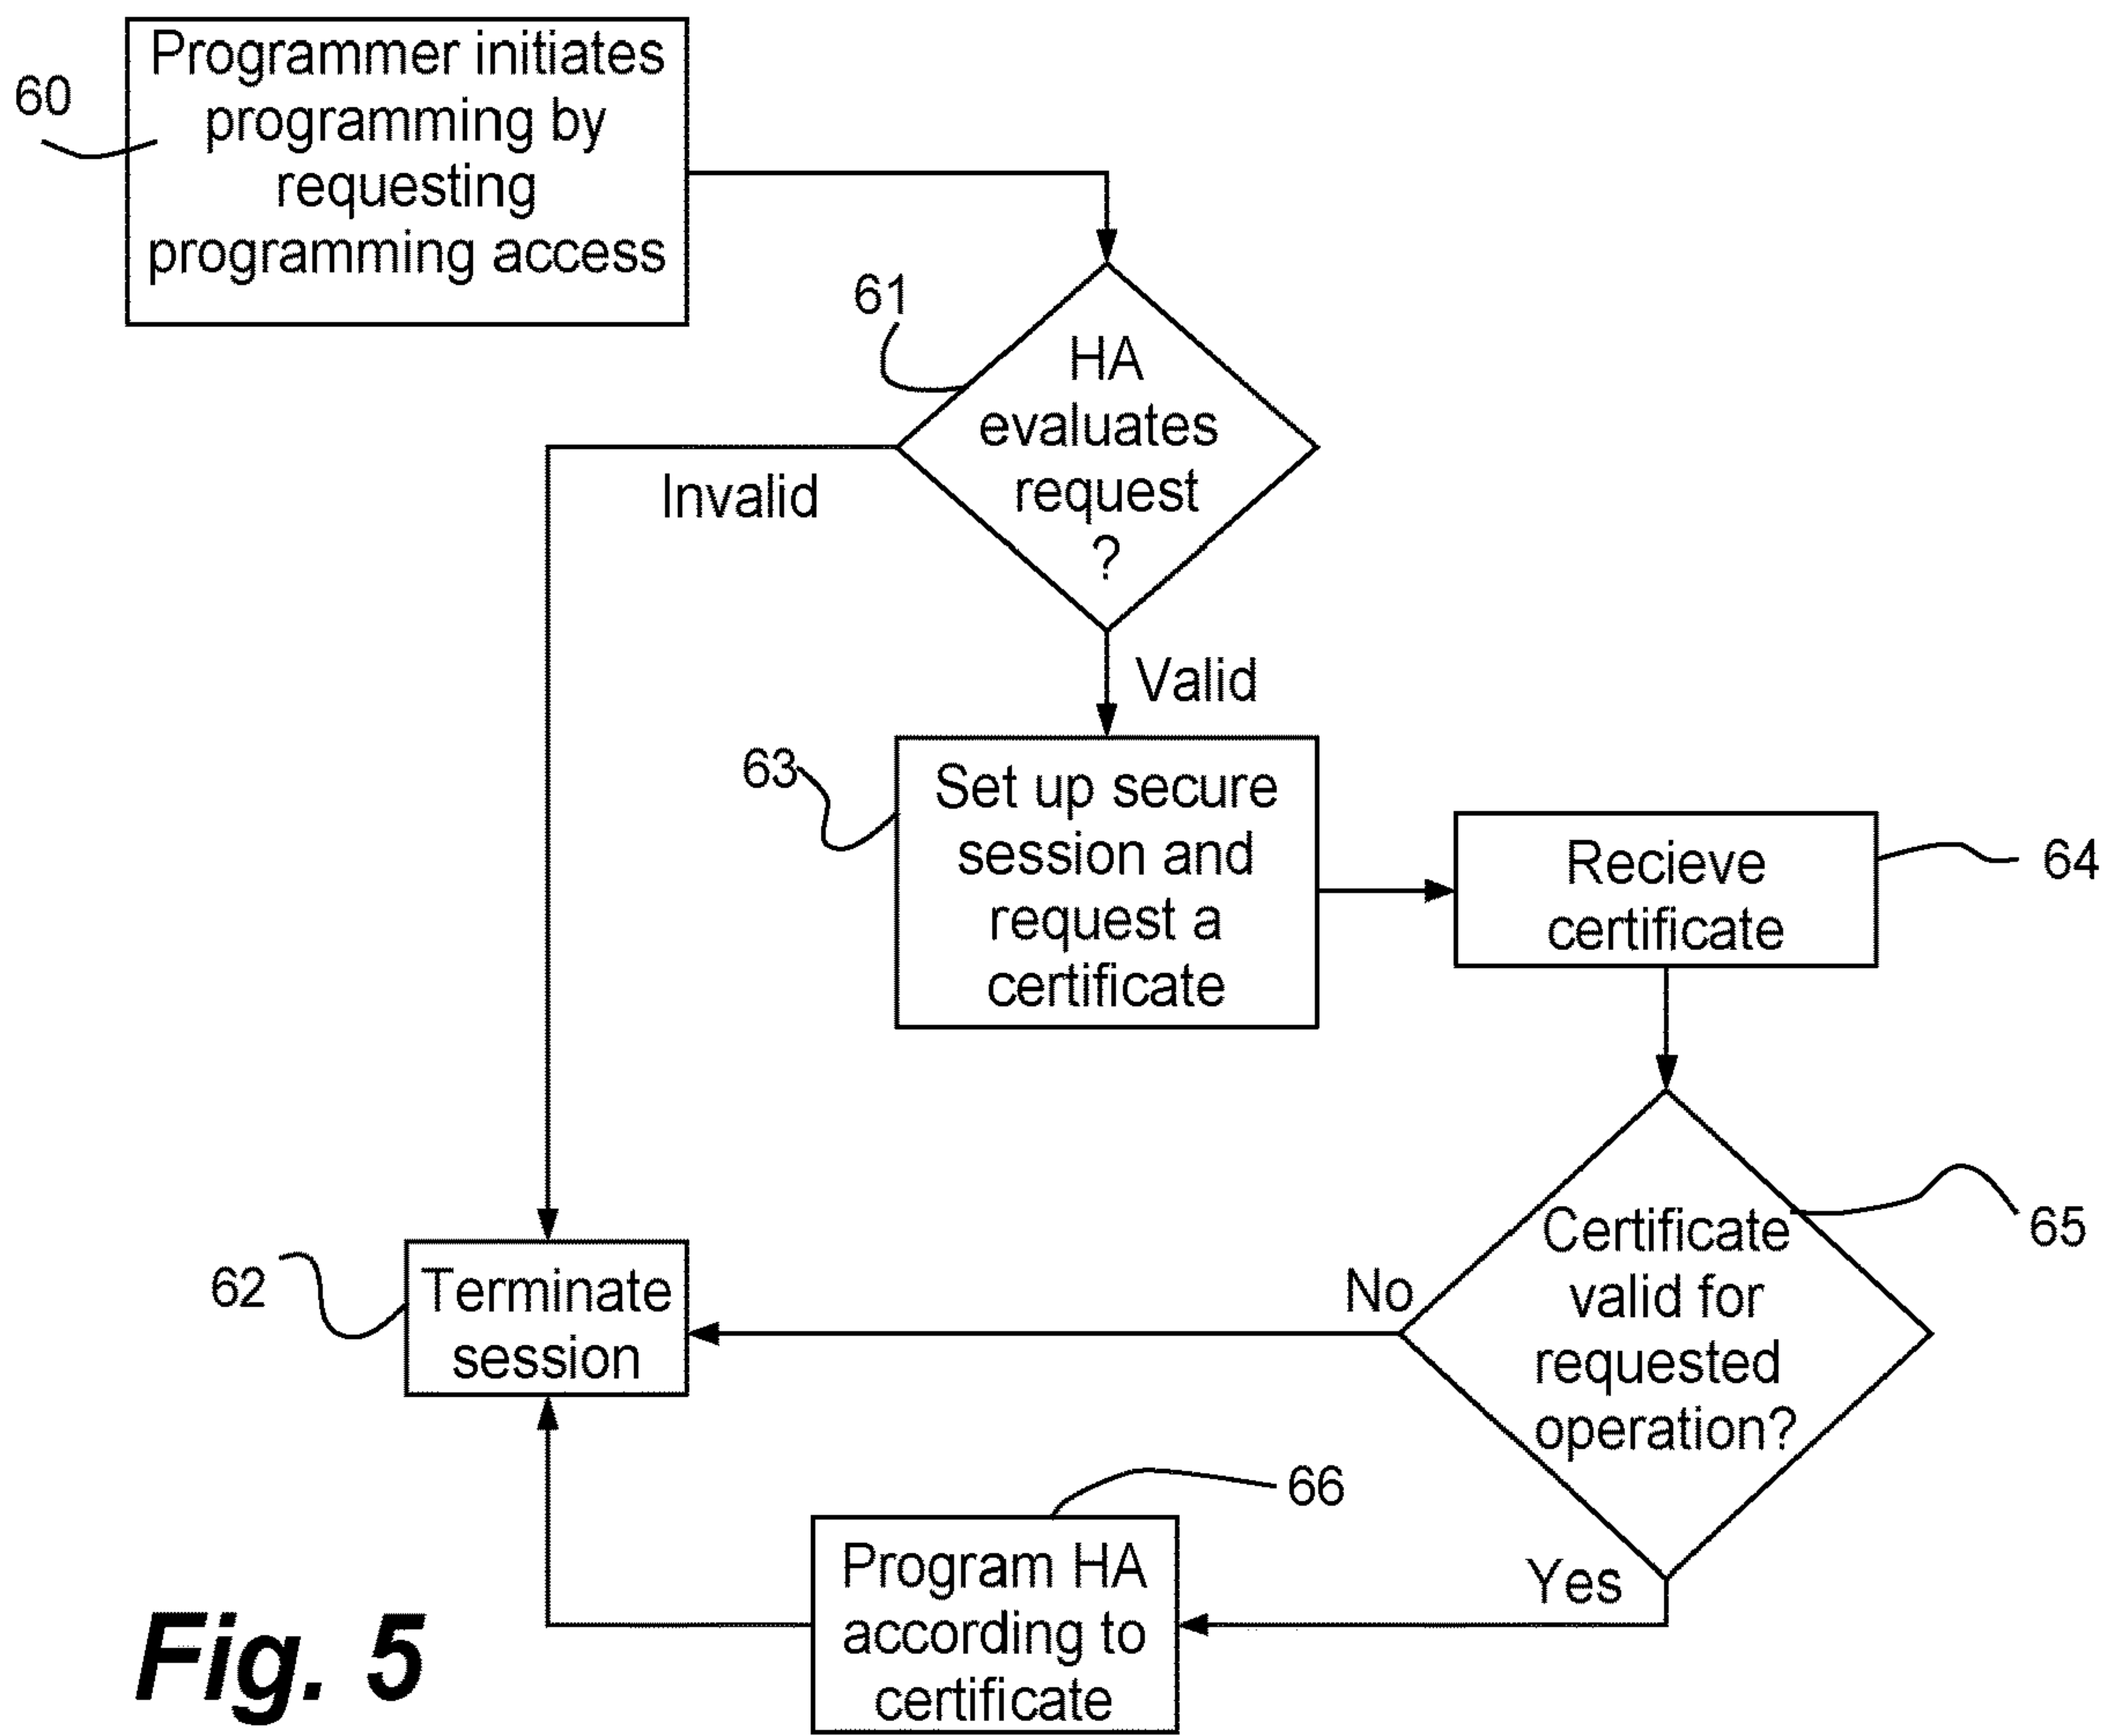 Programmer initiates
programming by
requesting
programming access
60
61
HA
evaluates
request
?
Invalid
Valid
63
Set up secure
session and
request a
certificate
Recieve
certificate
64
65
Certificate
valid for
requested
operation?
No
62
Terminate
session
66
Yes
Program HA
according to
certificate
Fig. 5